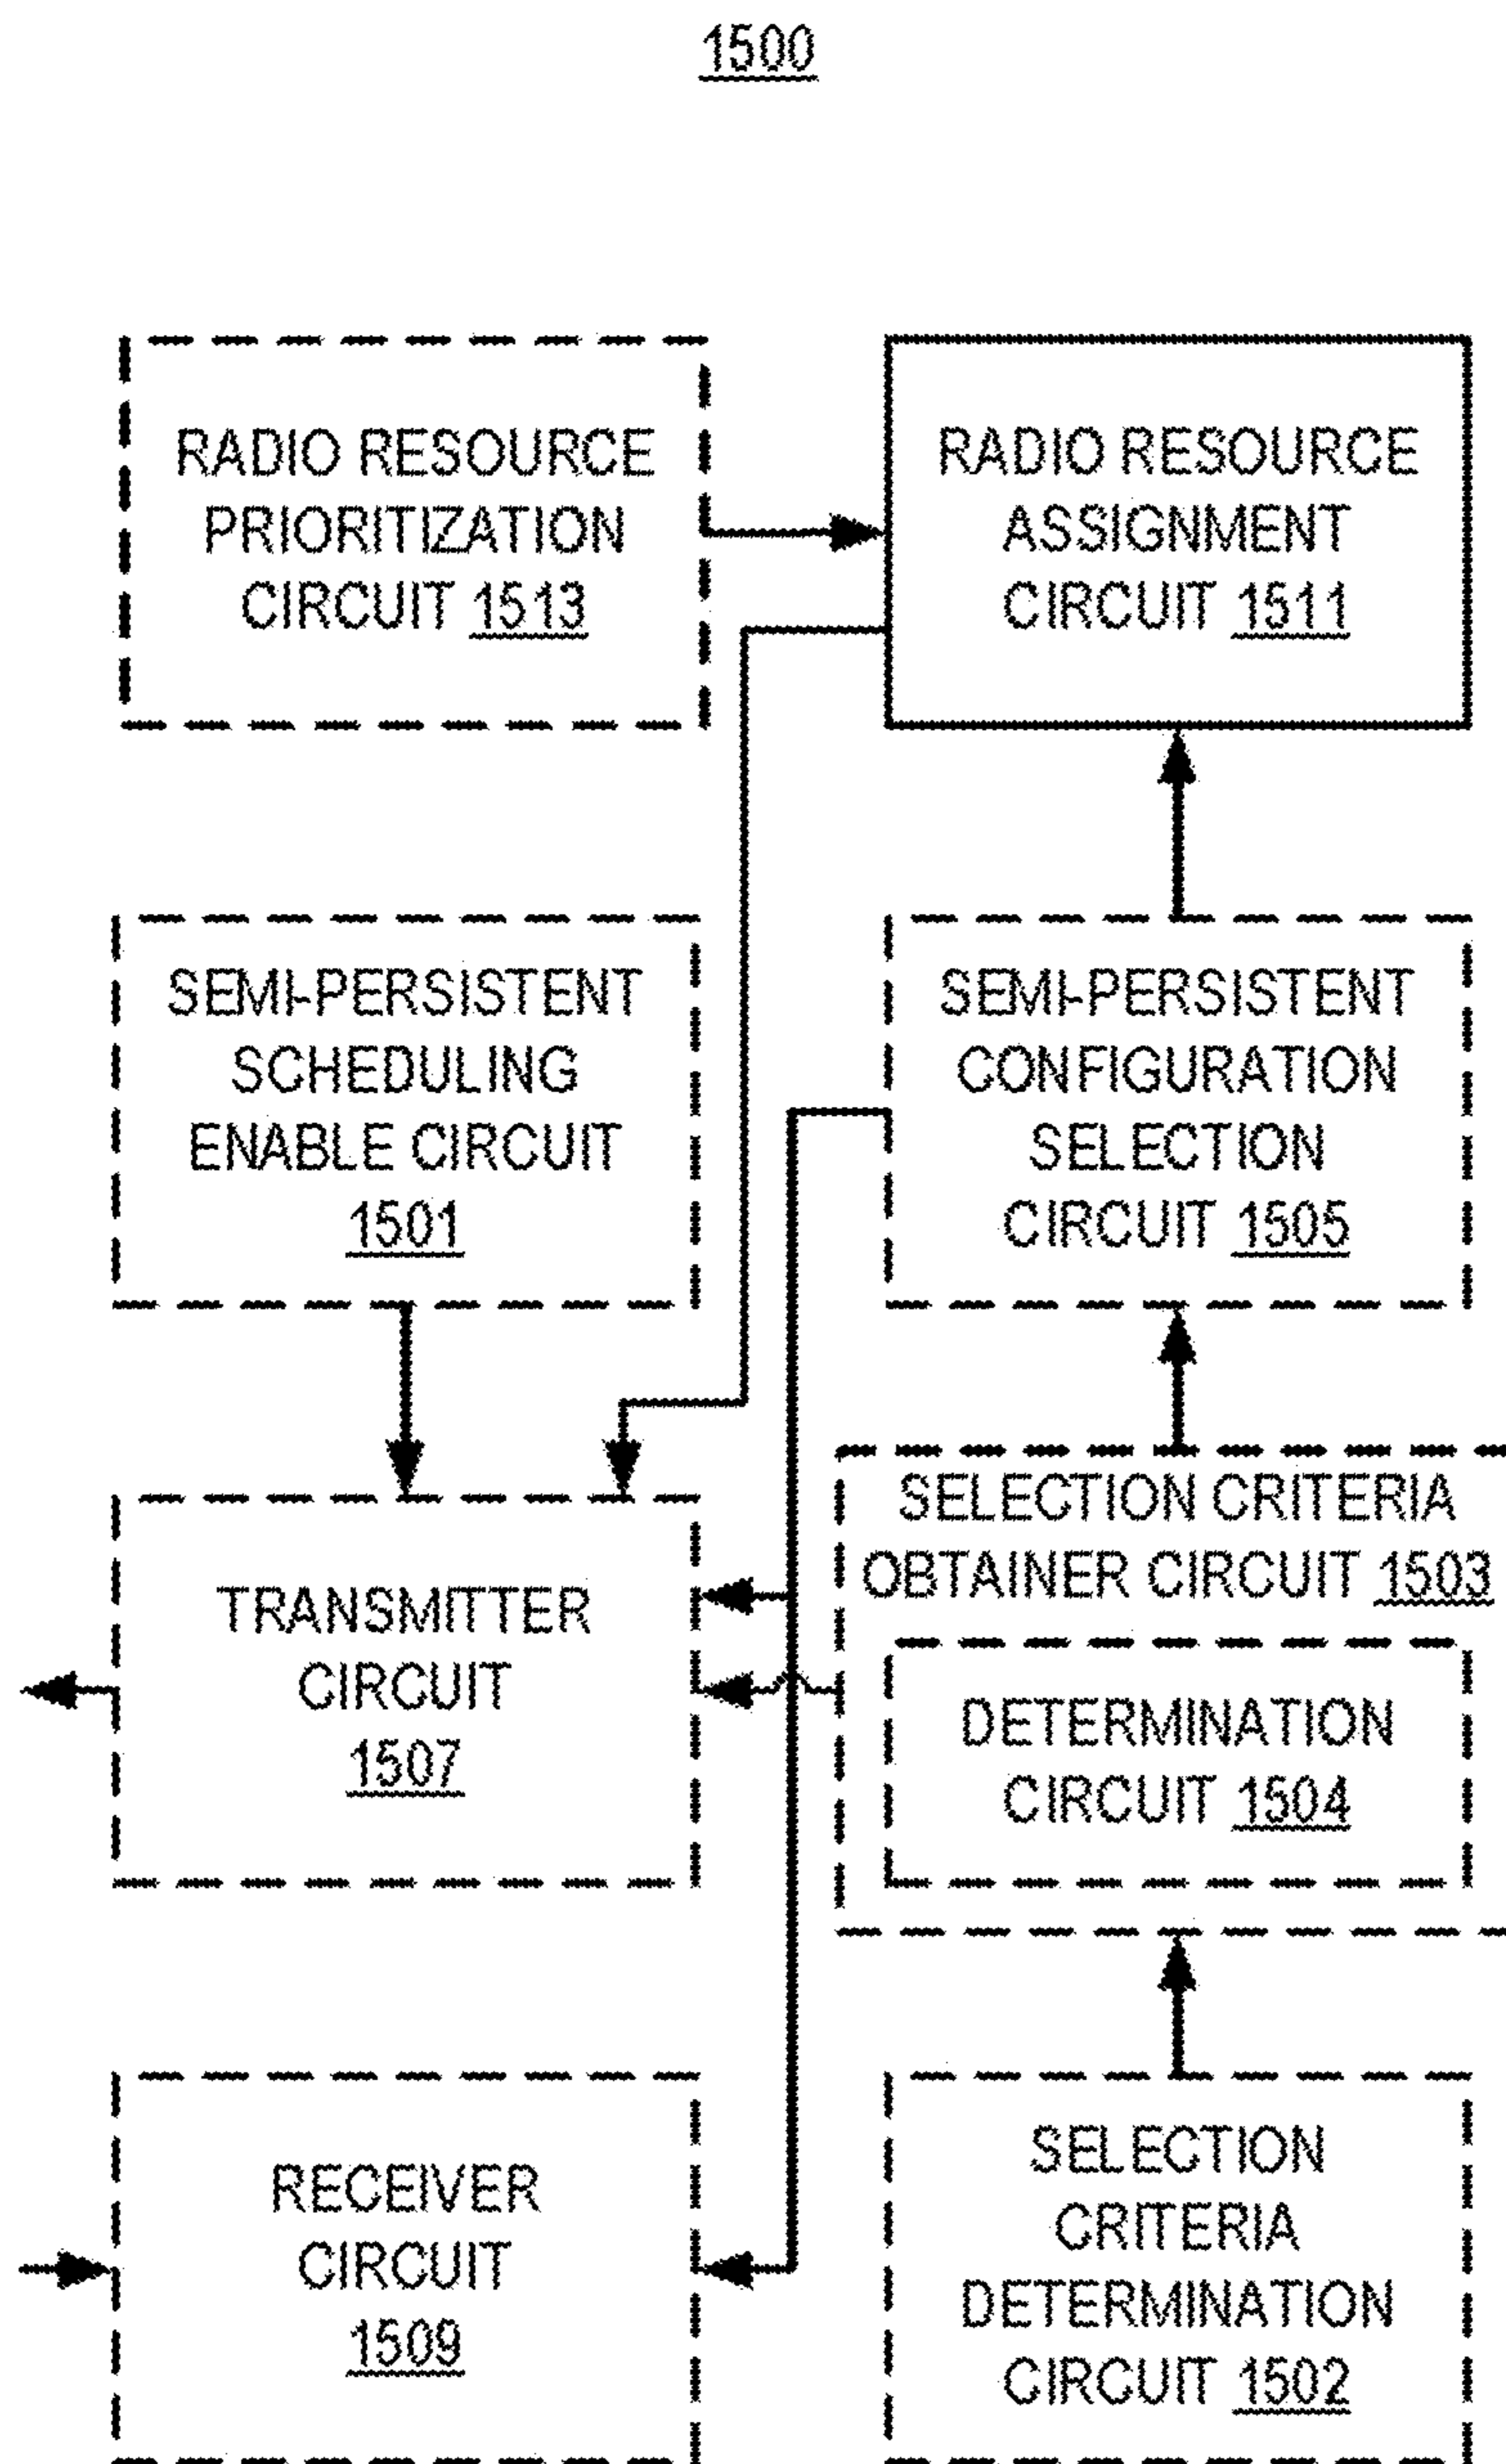 1500
RADIO RESOURCE
PRIORITIZATION
CIRCUIT 1513
RADIO RESOURCE
ASSIGNMENT
CIRCUIT 1511
SEMI-PERSISTENT
SCHEDULING
ENABLE CIRCUIT
1501
SEMI-PERSISTENT
CONFIGURATION
SELECTION
CIRCUIT 1505
TRANSMITTER
CIRCUIT
1507
SELECTION CRITERIA
OBTAINER CIRCUIT 1503
DETERMINATION
CIRCUIT 1504
RECEIVER
CIRCUIT
1509
SELECTION
CRITERIA
DETERMINATION
CIRCUIT 1502